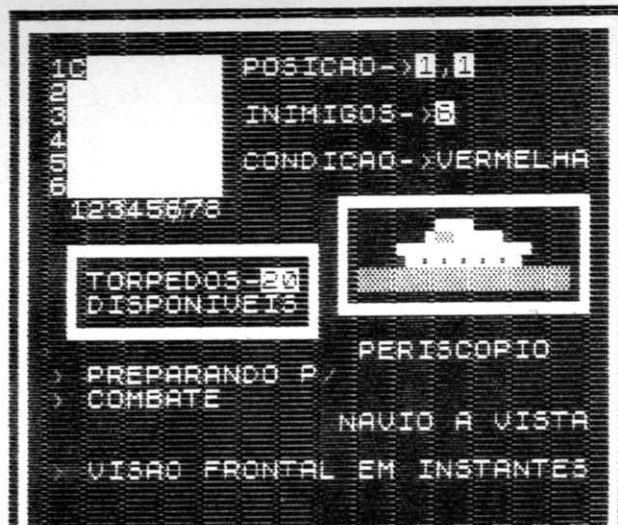 1C POSICAO->1,1
2
3 INIMIGOS->8
4
5 CONDICAO->VERMELHA
6
12345678
TORPEDOS-20
DISPONIVEIS
PERISCOPIO
> PREPARANDO P/
> COMBATE
NAVIO A VISTA
> VISAO FRONTAL EM INSTANTES